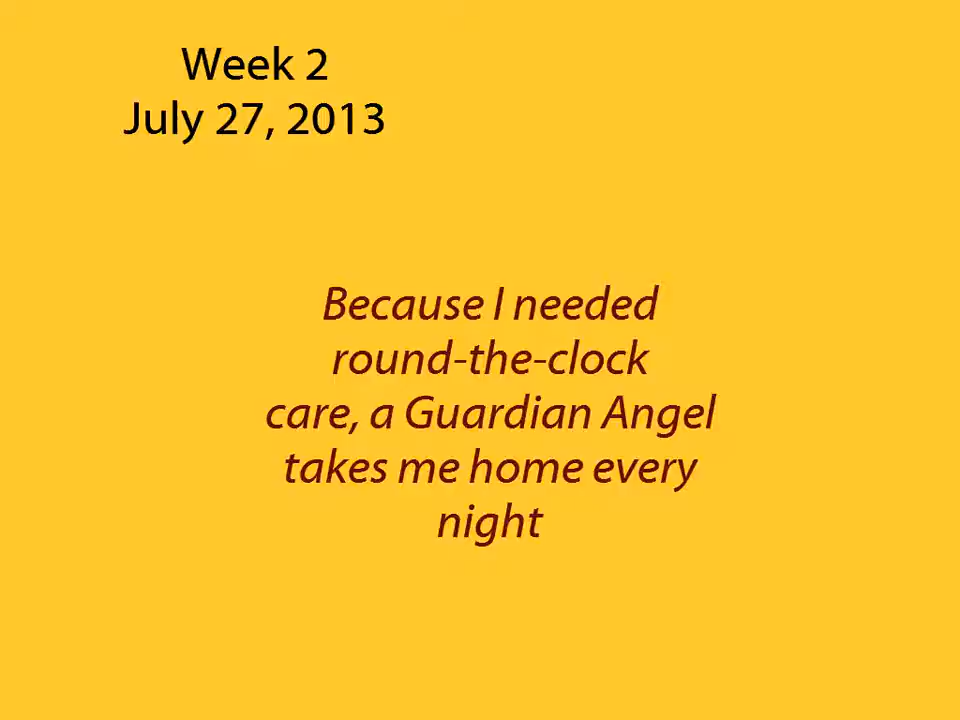 Week 2
July 27, 2013
Because I needed
round-the-clock
care, a Guardian Angel
takes me home every
night